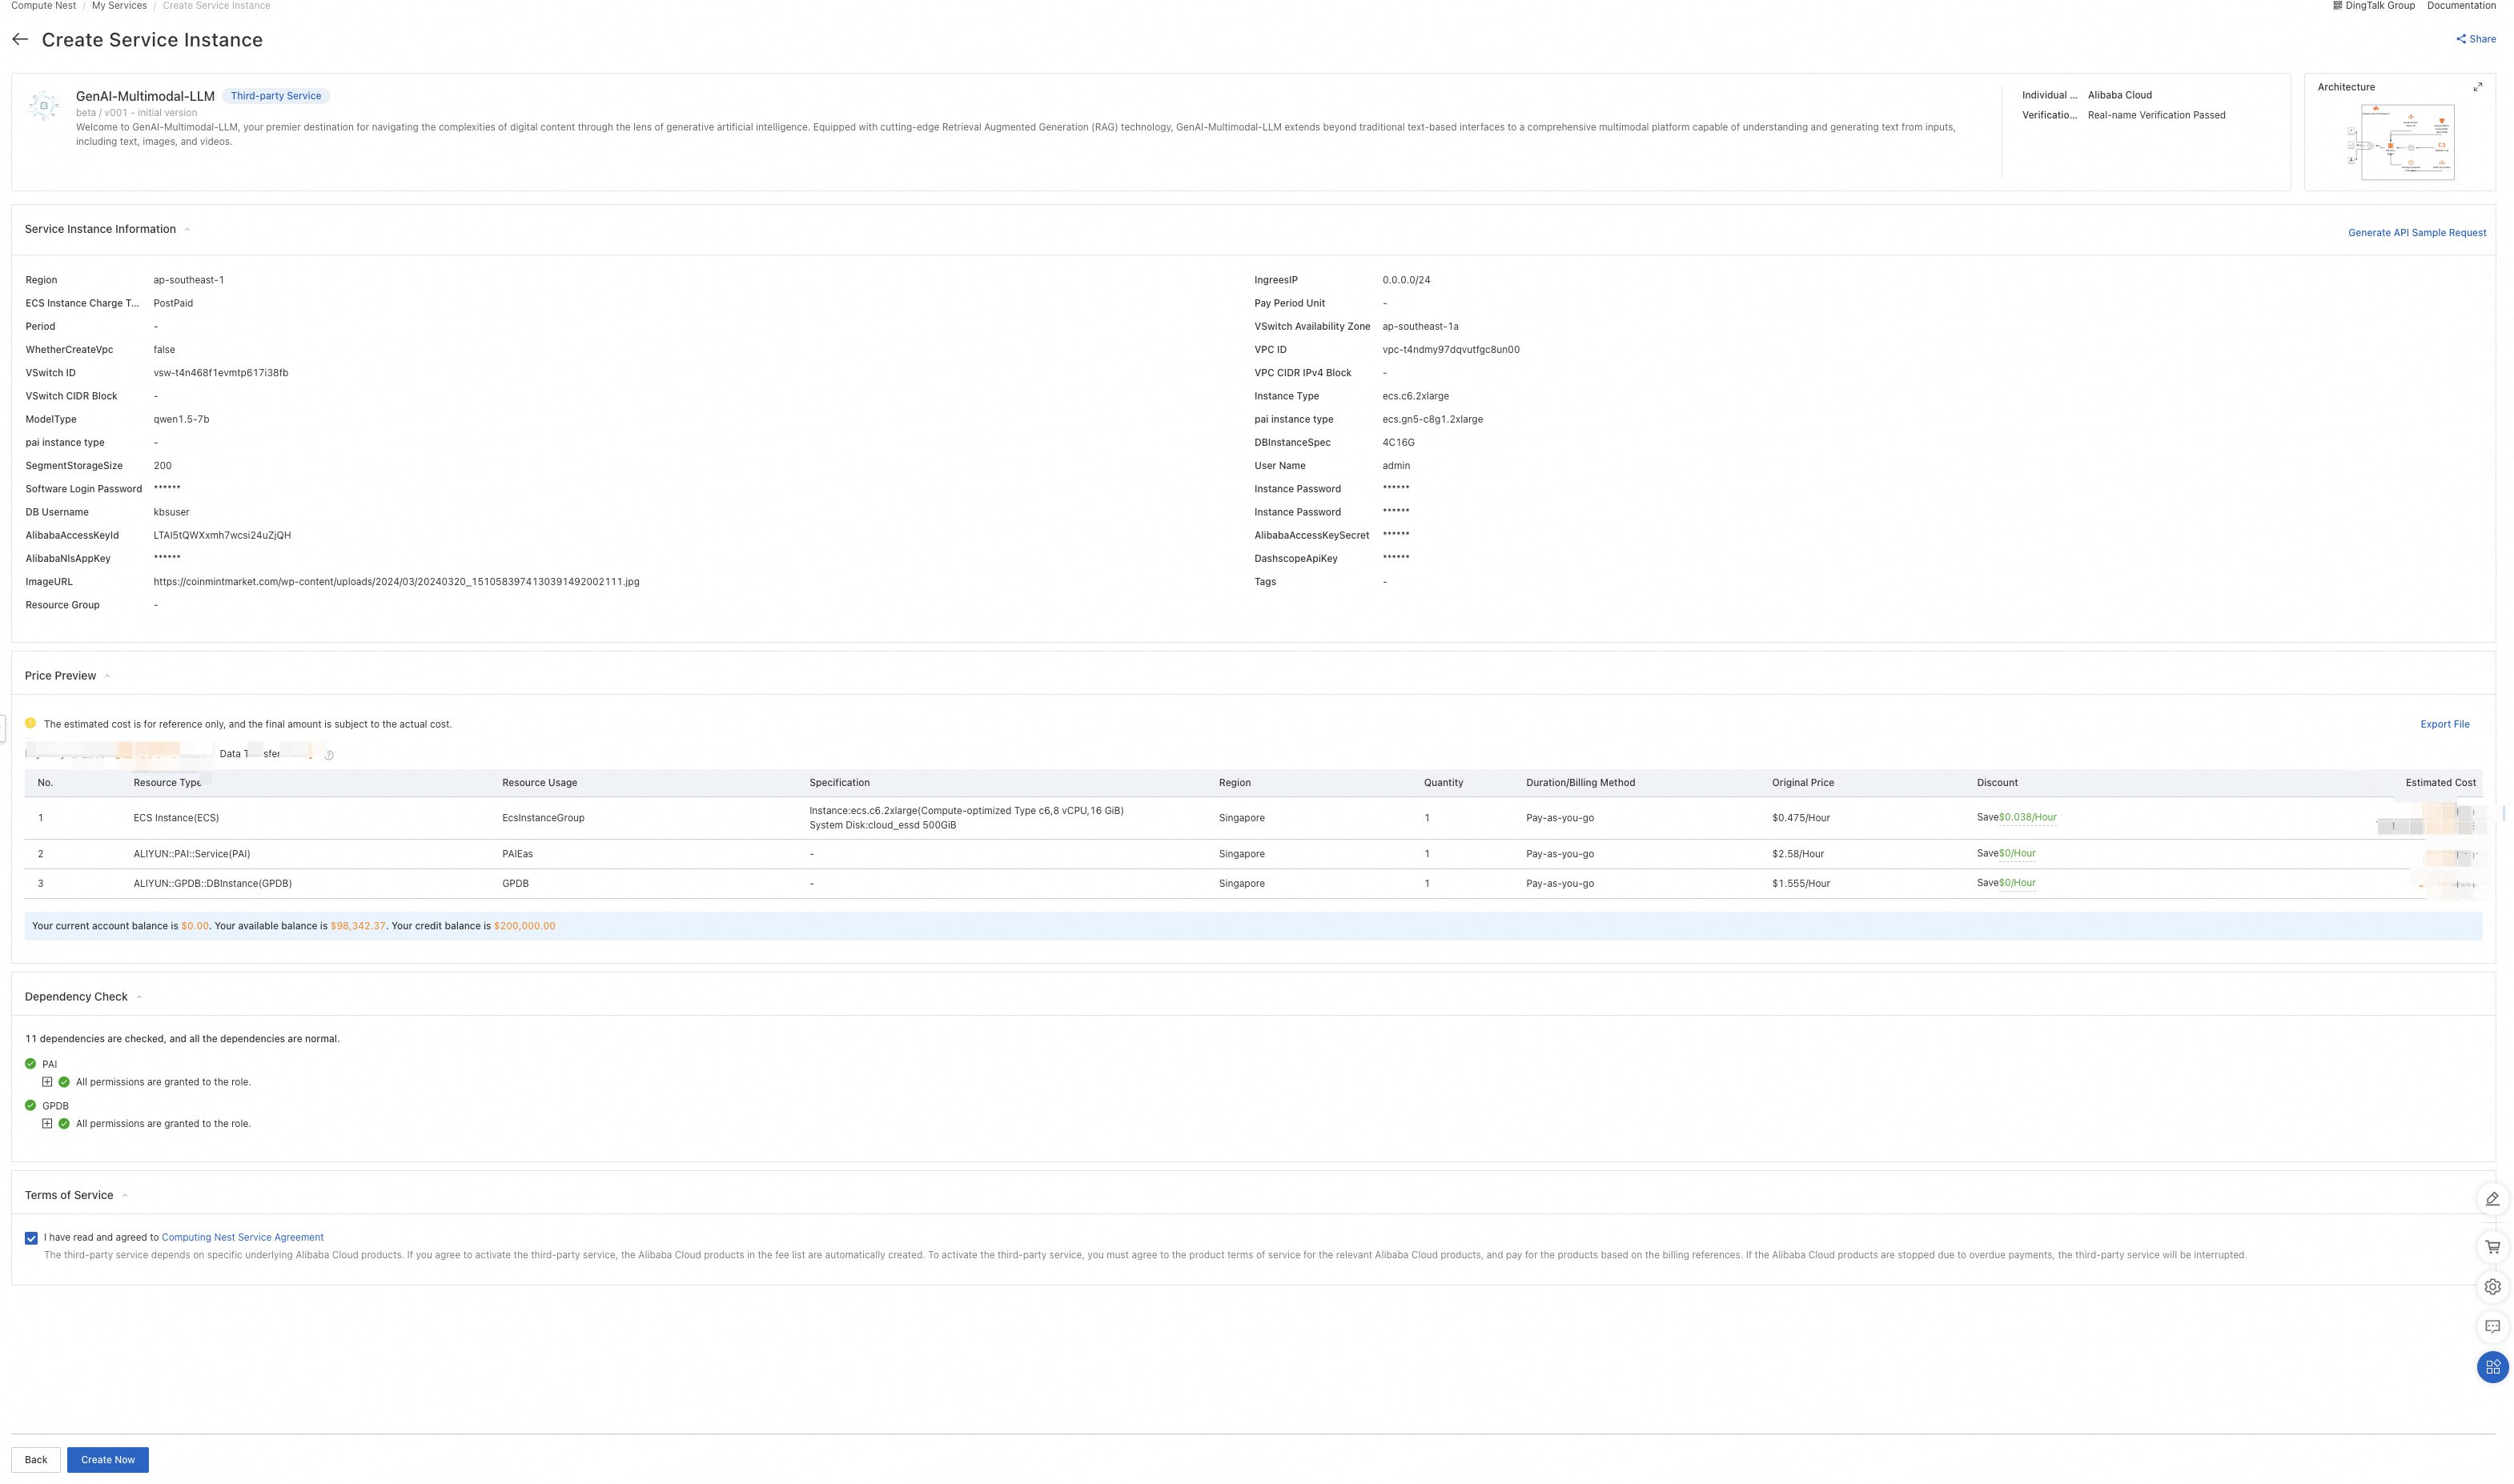 Compute Nest / My Services / Create Service Instance
DingTalk Group Documentation
Create Service Instance
Share
GenAI-Multimodal-LLM Third-party Service
beta / v001 - initial version
Welcome to GenAI-Multimodal-LLM, your premier destination for navigating the complexities of digital content through the lens of generative artificial intelligence. Equipped with cutting-edge Retrieval Augmented Generation (RAG) technology, GenAI-Multimodal-LLM extends beyond traditional text-based interfaces to a comprehensive multimodal platform capable of understanding and generating text from inputs,
including text, images, and videos.
Individual ... Alibaba Cloud
Verificatio... Real-name Verification Passed
Architecture
Service Instance Information
Generate API Sample Request
Region ap-southeast-1
IngreesIP 0.0.0.0/24
ECS Instance Charge T... PostPaid
Pay Period Unit -
Period -
VSwitch Availability Zone ap-southeast-1a
WhetherCreateVpc false
VPC ID vpc-t4ndmy97dqvutfgc8un00
VSwitch ID vsw-t4n468f1evmtp617i38fb
VPC CIDR IPv4 Block -
VSwitch CIDR Block -
Instance Type ecs.c6.2xlarge
ModelType qwen1.5-7b
pai instance type ecs.gn5-c8g1.2xlarge
pai instance type -
DBInstanceSpec 4C16G
SegmentStorageSize 200
User Name admin
Software Login Password ******
Instance Password ******
DB Username kbsuser
Instance Password ******
AlibabaAccessKeyId LTAI5tQWXxmh7wcsi24uZjQH
AlibabaAccessKeySecret ******
AlibabaNlsAppKey ******
DashscopeApiKey ******
ImageURL https://coinmintmarket.com/wp-content/uploads/2024/03/20240320_1510583974130391492002111.jpg
Tags -
Resource Group -
Price Preview
The estimated cost is for reference only, and the final amount is subject to the actual cost.
Export File
Data
No. Resource Type Resource Usage Specification Region Quantity Duration/Billing Method Original Price Discount Estimated Cost
1 ECS Instance(ECS) EcsInstanceGroup Instance:ecs.c6.2xlarge(Compute-optimized Type c6,8 vCPU,16 GiB) Singapore 1 Pay-as-you-go $0.475/Hour Save$0.038/Hour
System Disk:cloud_essd 500GiB
2 ALIYUN::PAI::Service(PAI) PAIEas - Singapore 1 Pay-as-you-go $2.58/Hour Save$0/Hour
3 ALIYUN::GPDB::DBInstance(GPDB) GPDB - Singapore 1 Pay-as-you-go $1.555/Hour Save$0/Hour
Your current account balance is $0.00. Your available balance is $98,342.37. Your credit balance is $200,000.00
Dependency Check
11 dependencies are checked, and all the dependencies are normal.
PAI
All permissions are granted to the role.
GPDB
All permissions are granted to the role.
Terms of Service
I have read and agreed to Computing Nest Service Agreement
The third-party service depends on specific underlying Alibaba Cloud products. If you agree to activate the third-party service, the Alibaba Cloud products in the fee list are automatically created. To activate the third-party service, you must agree to the product terms of service for the relevant Alibaba Cloud products, and pay for the products based on the billing references. If the Alibaba Cloud products are stopped due to overdue payments, the third-party service will be interrupted.
Back Create Now